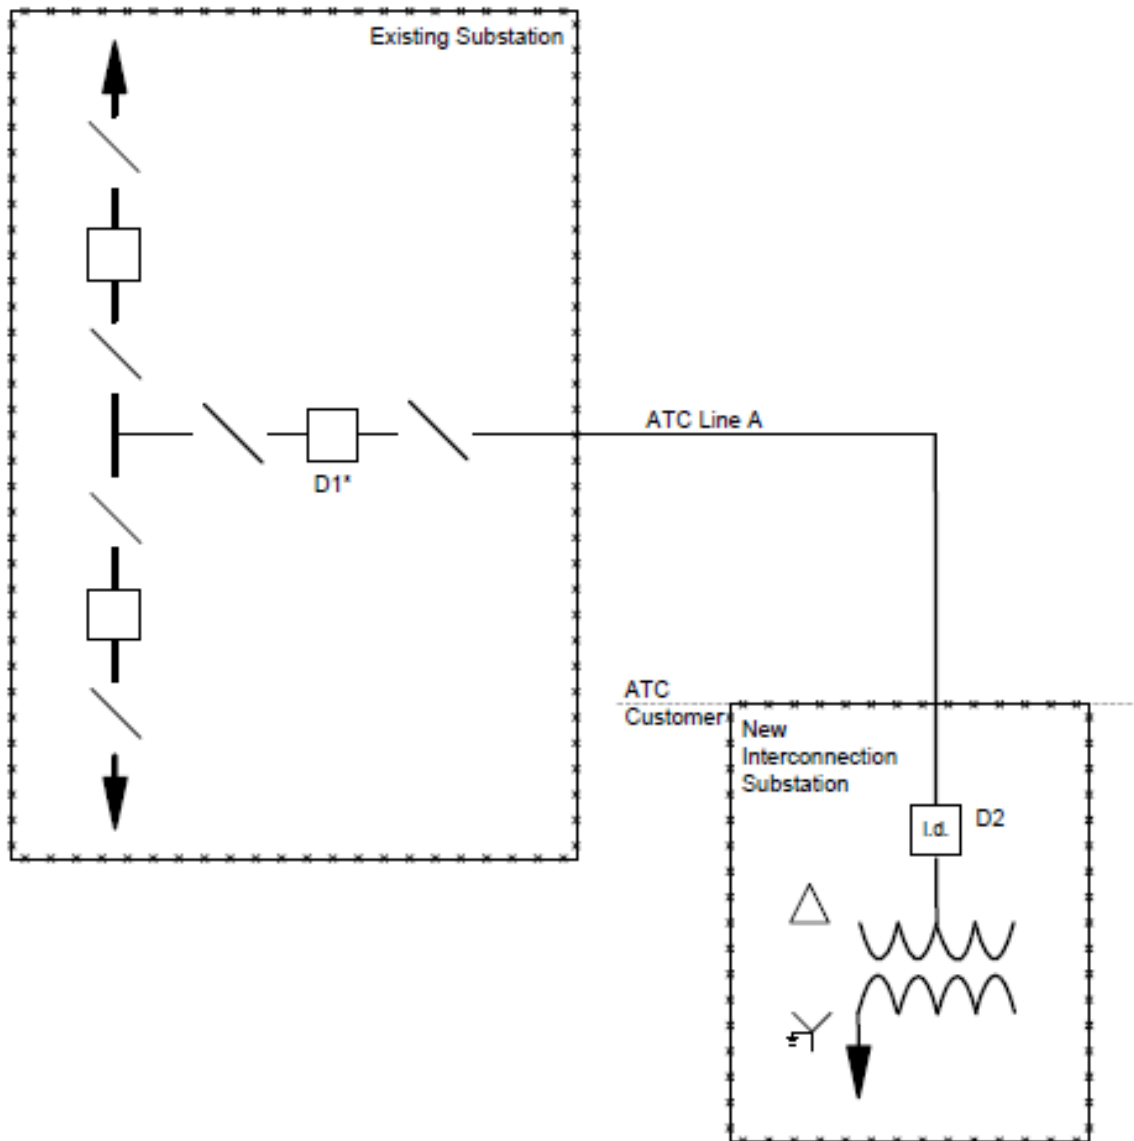 Existing Substation
ATC Line A
D1*
ATC
Customer
New
Interconnection
Substation
I.d.
D2